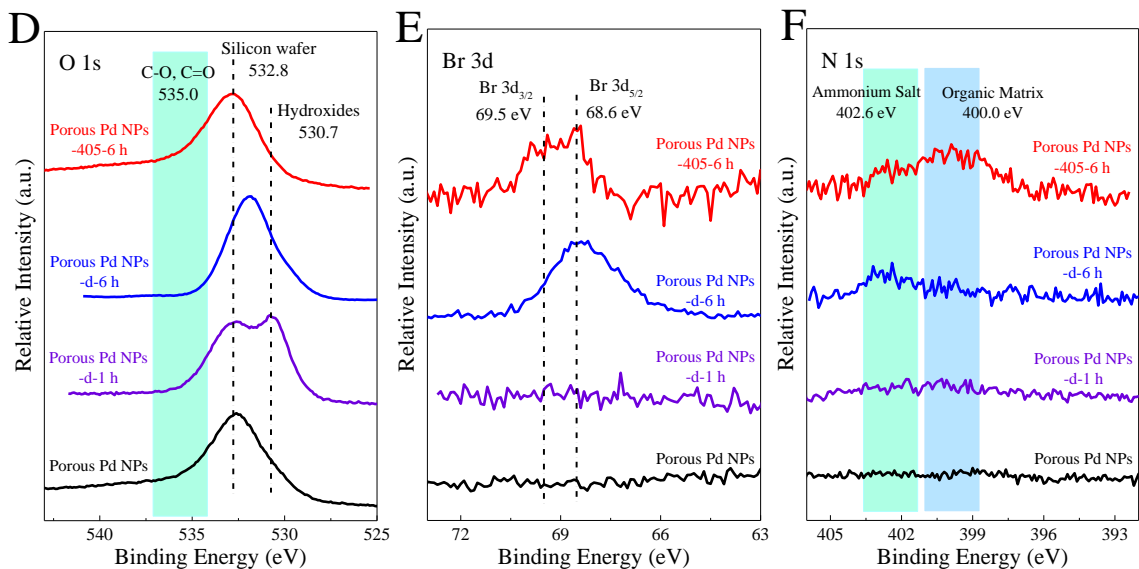 D
O 1s
Silicon wafer
532.8
C-O, C=O
535.0
Hydroxides
530.7
Porous Pd NPs
-405-6 h
Porous Pd NPs
-d-6 h
Porous Pd NPs
-d-1 h
Porous Pd NPs
Relative Intensity (a.u.)
540 535 530 525
Binding Energy (eV)
E
Br 3d
Br 3d3/2
69.5 eV
Br 3d5/2
68.6 eV
Porous Pd NPs
-405-6 h
Porous Pd NPs
-d-6 h
Porous Pd NPs
-d-1 h
Porous Pd NPs
Relative Intensity (a.u.)
72 69 66 63
Binding Energy (eV)
F
N 1s
Ammonium Salt
402.6 eV
Organic Matrix
400.0 eV
Porous Pd NPs
-405-6 h
Porous Pd NPs
-d-6 h
Porous Pd NPs
-d-1 h
Porous Pd NPs
Relative Intensity (a.u.)
405 402 399 396 393
Binding Energy (eV)